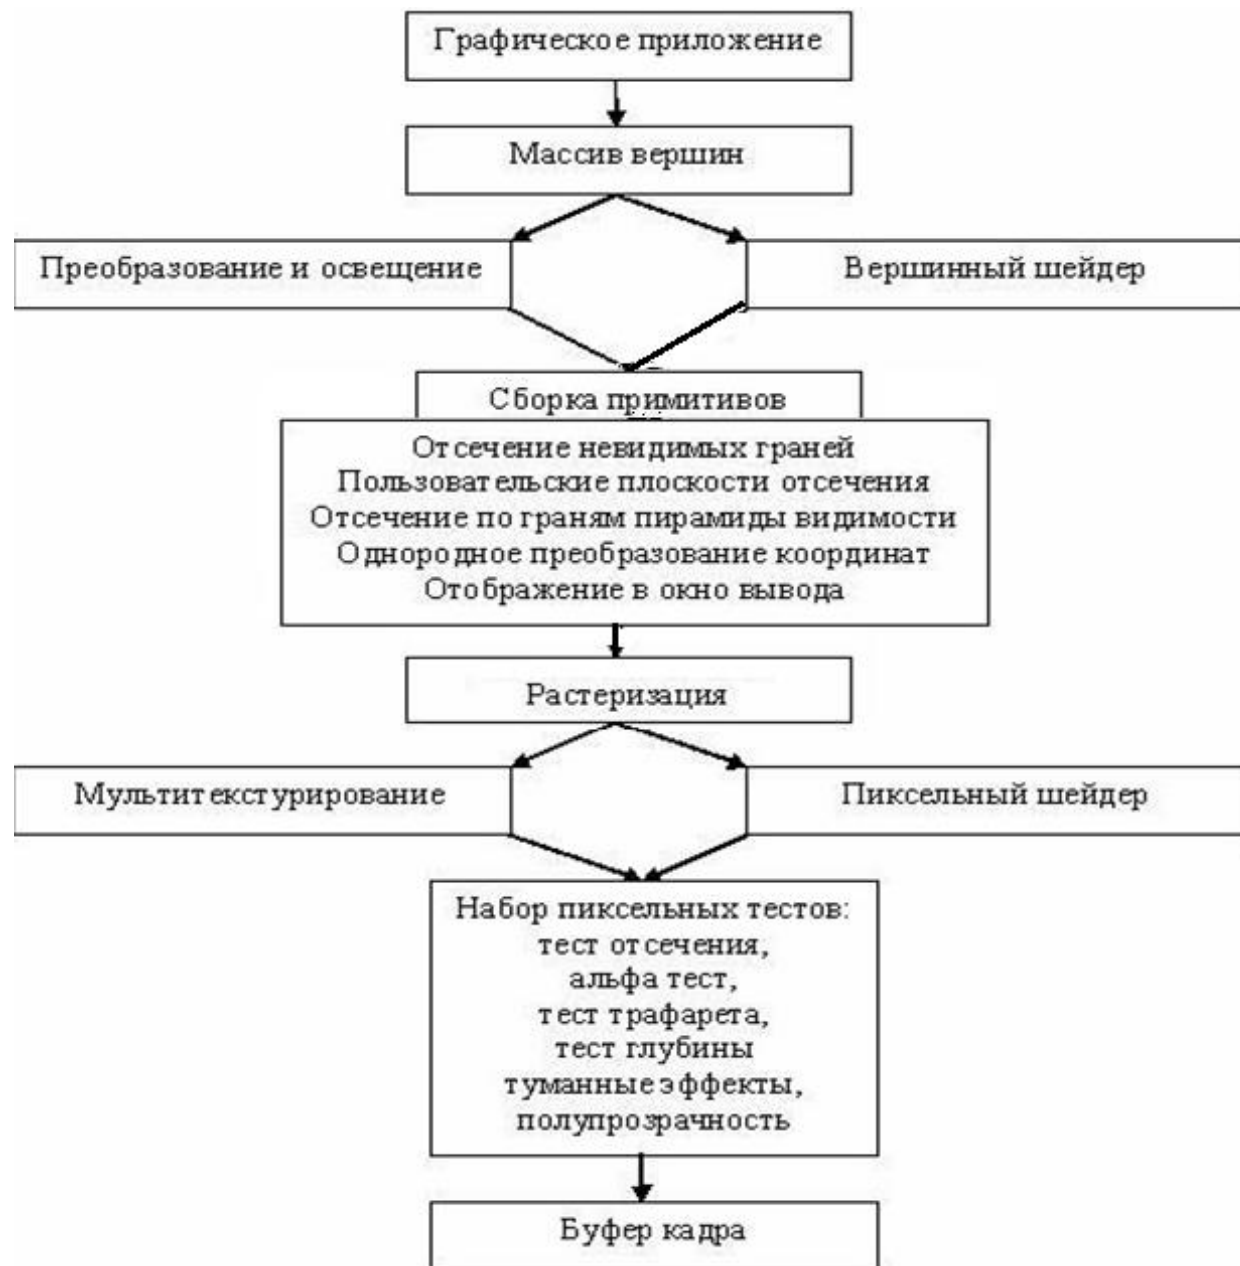 Графическое приложение
Массив вершин
Преобразование и освещение
Вершинный шейдер
Сборка примитивов
Отсечение невидимых граней
Пользовательские плоскости отсечения
Отсечение по граням пирамиды видимости
Однородное преобразование координат
Отображение в окно вывода
Растеризация
Мультитекстурирование
Пиксельный шейдер
Набор пиксельных тестов:
тест отсечения,
альфа тест,
тест трафарета,
тест глубины
туманные эффекты,
полупрозрачность
Буфер кадра